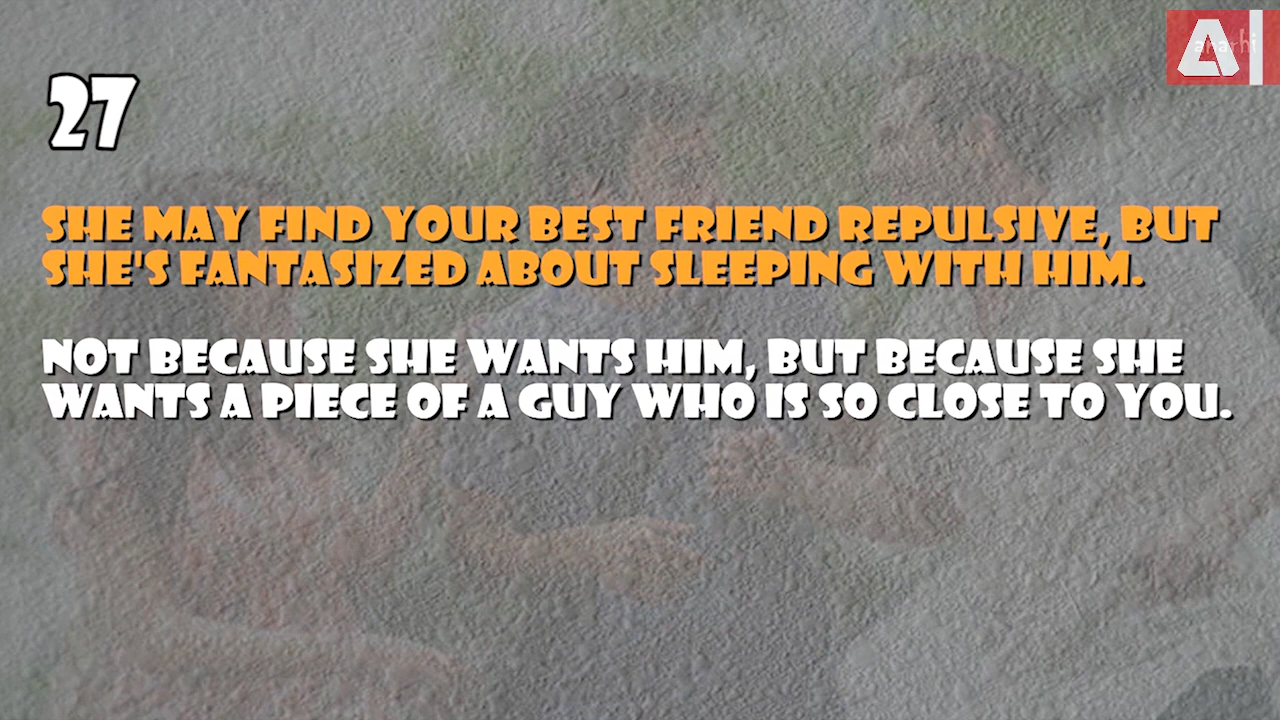 27
SHE MAY FIND YOUR BEST FRIEND REPULSIVE, BUT
SHE'S FANTASIZED ABOUT SLEEPING WITH HIM.
NOT BECAUSE SHE WANTS HIM, BUT BECAUSE SHE
WANTS A PIECE OF A GUY WHO IS SO CLOSE TO YOU.